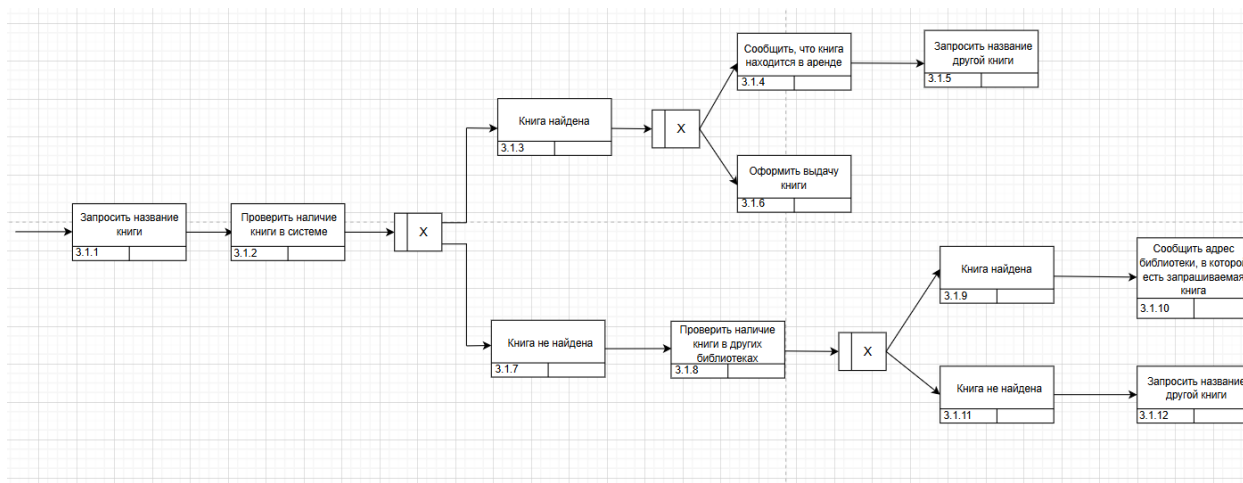 Запросить название
книги
3.1.1
Проверить наличие
книги в системе
3.1.2
X
Книга найдена
3.1.3
X
Сообщить, что книга
находится в аренде
3.1.4
Запросить название
другой книги
3.1.5
Оформить выдачу
книги
3.1.6
Книга не найдена
3.1.7
Проверить наличие
книги в других
библиотеках
3.1.8
X
Книга найдена
3.1.9
Сообщить адрес
библиотеки, в которо
есть запрашиваемая
книга
3.1.10
Книга не найдена
3.1.11
Запросить название
другой книги
3.1.12